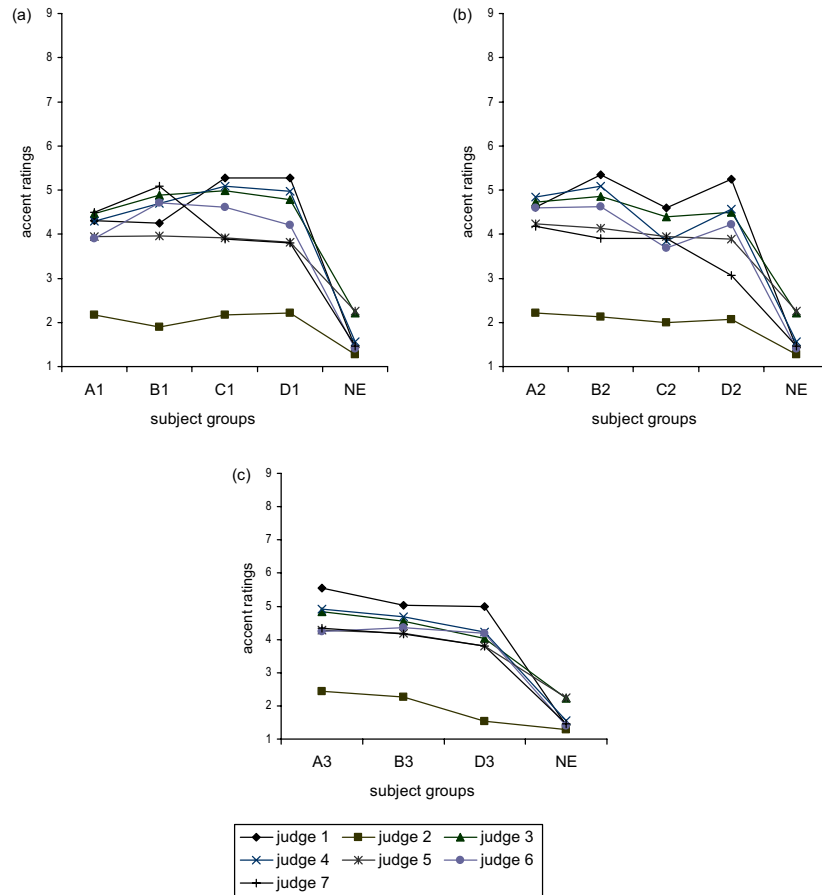 (a)
9
8
7
6
5
4
3
2
1
accent ratings
A1 B1 C1 D1 NE
subject groups
(b)
9
8
7
6
5
4
3
2
1
accent ratings
A2 B2 C2 D2 NE
subject groups
(c)
9
8
7
6
5
4
3
2
1
accent ratings
A3 B3 D3 NE
subject groups
judge 1 judge 2 judge 3
judge 4 judge 5 judge 6
judge 7